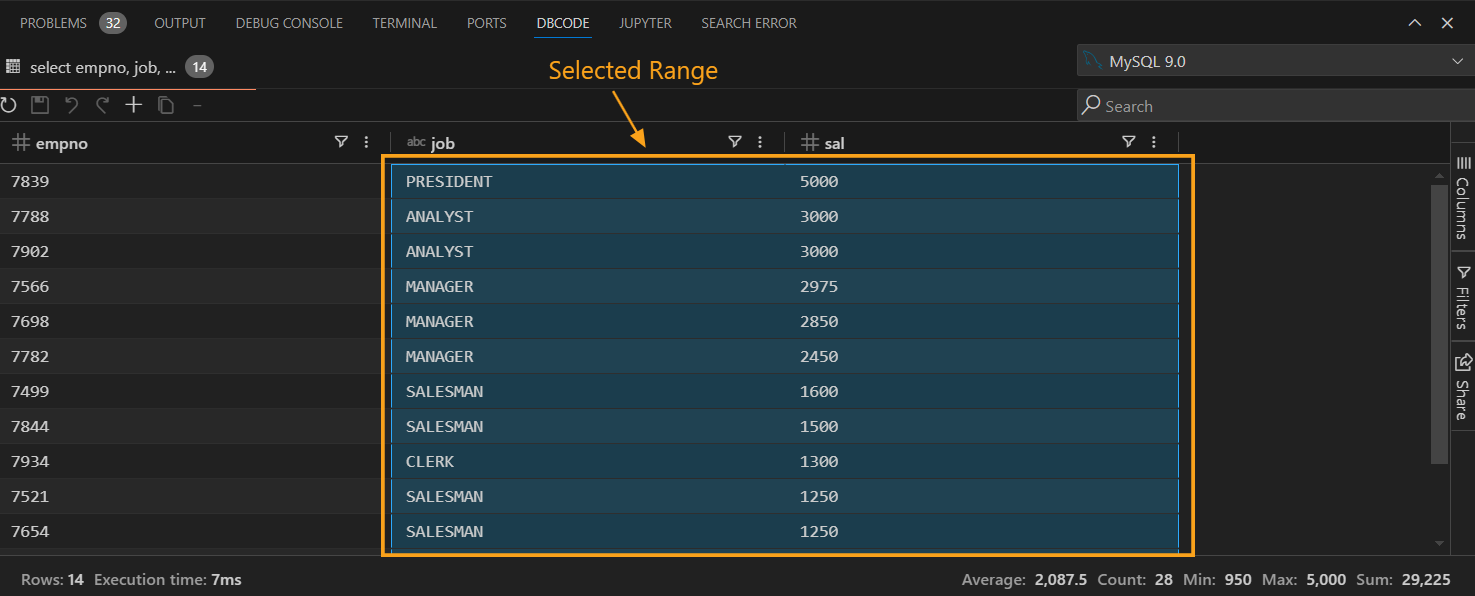 PROBLEMS 32 OUTPUT DEBUG CONSOLE TERMINAL PORTS DBCODE JUPYTER SEARCH ERROR
select empno, job, ... 14
Selected Range
MySQL 9.0
Search
empno abc job sal
7839 PRESIDENT 5000
7788 ANALYST 3000
7902 ANALYST 3000
7566 MANAGER 2975
7698 MANAGER 2850
7782 MANAGER 2450
7499 SALESMAN 1600
7844 SALESMAN 1500
7934 CLERK 1300
7521 SALESMAN 1250
7654 SALESMAN 1250
Columns
Filters
Share
Rows: 14 Execution time: 7ms Average: 2,087.5 Count: 28 Min: 950 Max: 5,000 Sum: 29,225